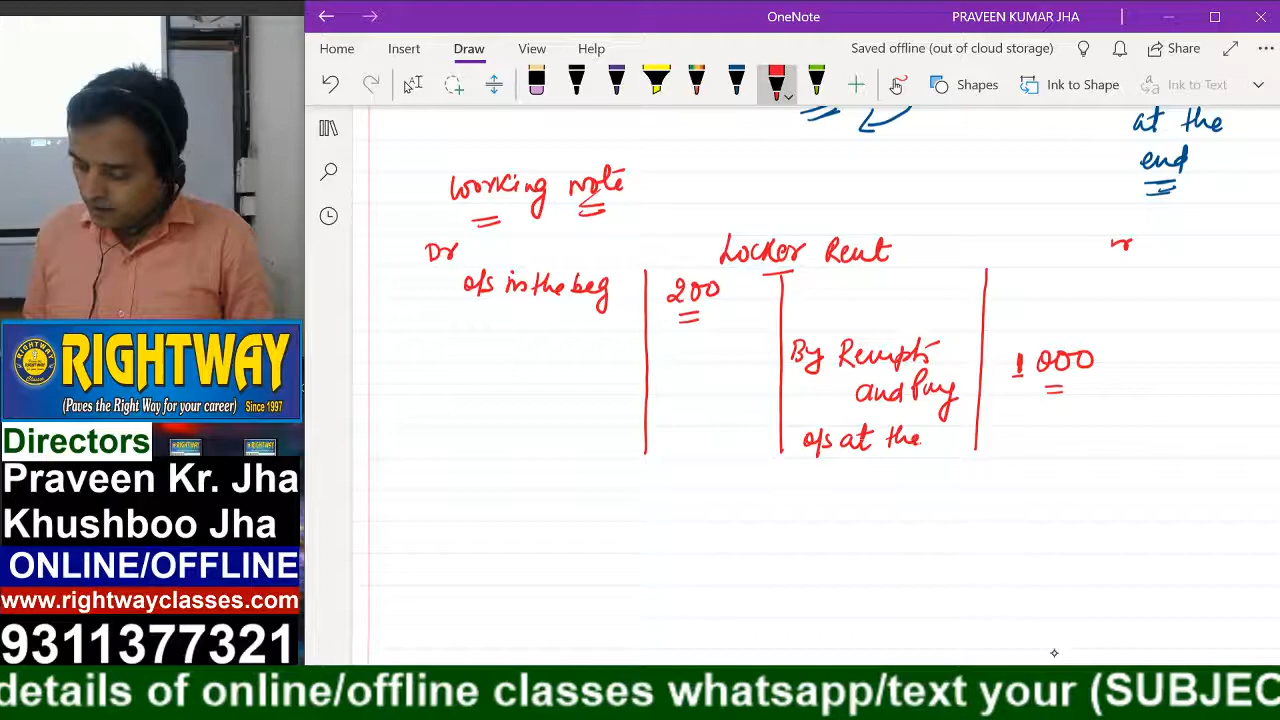 OneNote
PRAVEEN KUMAR JHA
Home Insert Draw View Help
Saved offline (out of cloud storage)
Share
Shapes
Ink to Shape
Ink to Text
at the
end
working note
Dr Locker Rent r
o/s in the beg 200
By Receipts 1000
and Pay
o/s at the
RIGHTWAY
(Paves the Right Way for your career) Since 1997
Directors
Praveen Kr. Jha
Khushboo Jha
ONLINE/OFFLINE
www.rightwayclasses.com
9311377321
details of online/offline classes whatsapp/text your (SUBJEC